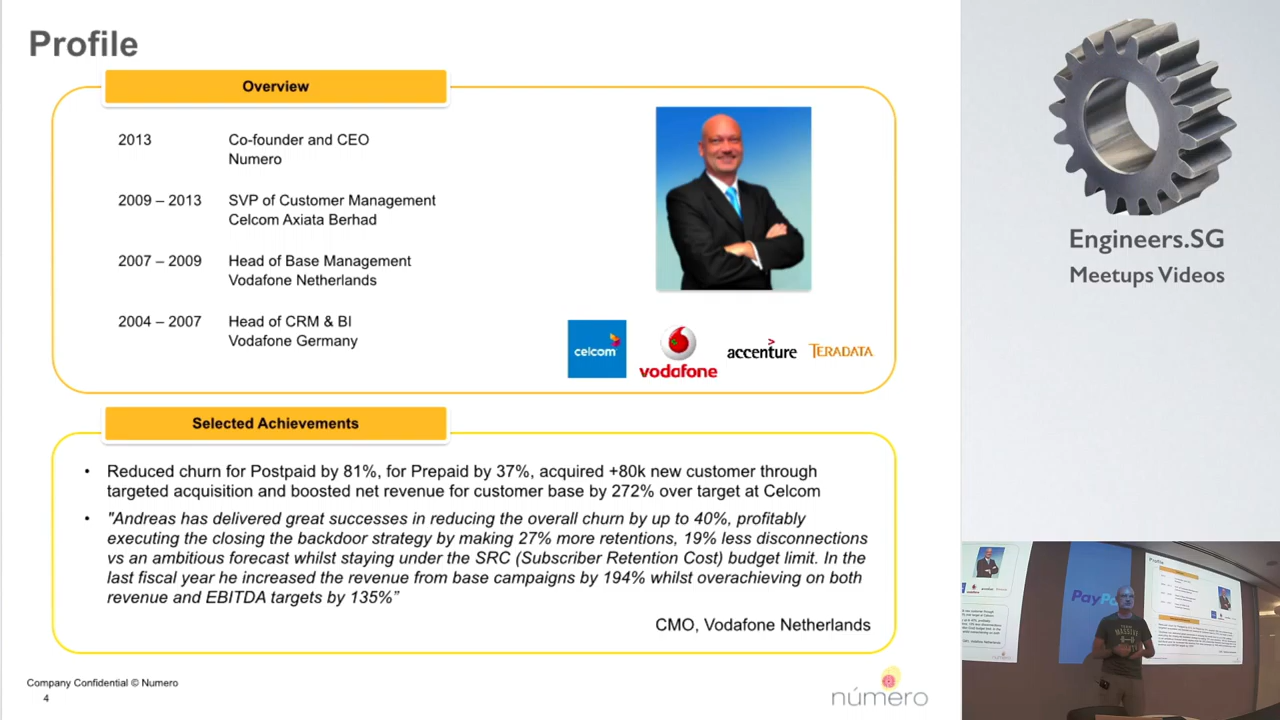 Profile
Overview
2013 Co-founder and CEO
Numero
2009 – 2013 SVP of Customer Management
Celcom Axiata Berhad
2007 – 2009 Head of Base Management
Vodafone Netherlands
2004 – 2007 Head of CRM & BI
Vodafone Germany
celcom
vodafone
accenture
TERADATA
Selected Achievements
• Reduced churn for Postpaid by 81%, for Prepaid by 37%, acquired +80k new customer through
targeted acquisition and boosted net revenue for customer base by 272% over target at Celcom
• "Andreas has delivered great successes in reducing the overall churn by up to 40%, profitably
executing the closing the backdoor strategy by making 27% more retentions, 19% less disconnections
vs an ambitious forecast whilst staying under the SRC (Subscriber Retention Cost) budget limit. In the
last fiscal year he increased the revenue from base campaigns by 194% whilst overachieving on both
revenue and EBITDA targets by 135%”
CMO, Vodafone Netherlands
Company Confidential © Numero
4
número
Engineers.SG
Meetups Videos
Profile
TEAM
MASSIVE